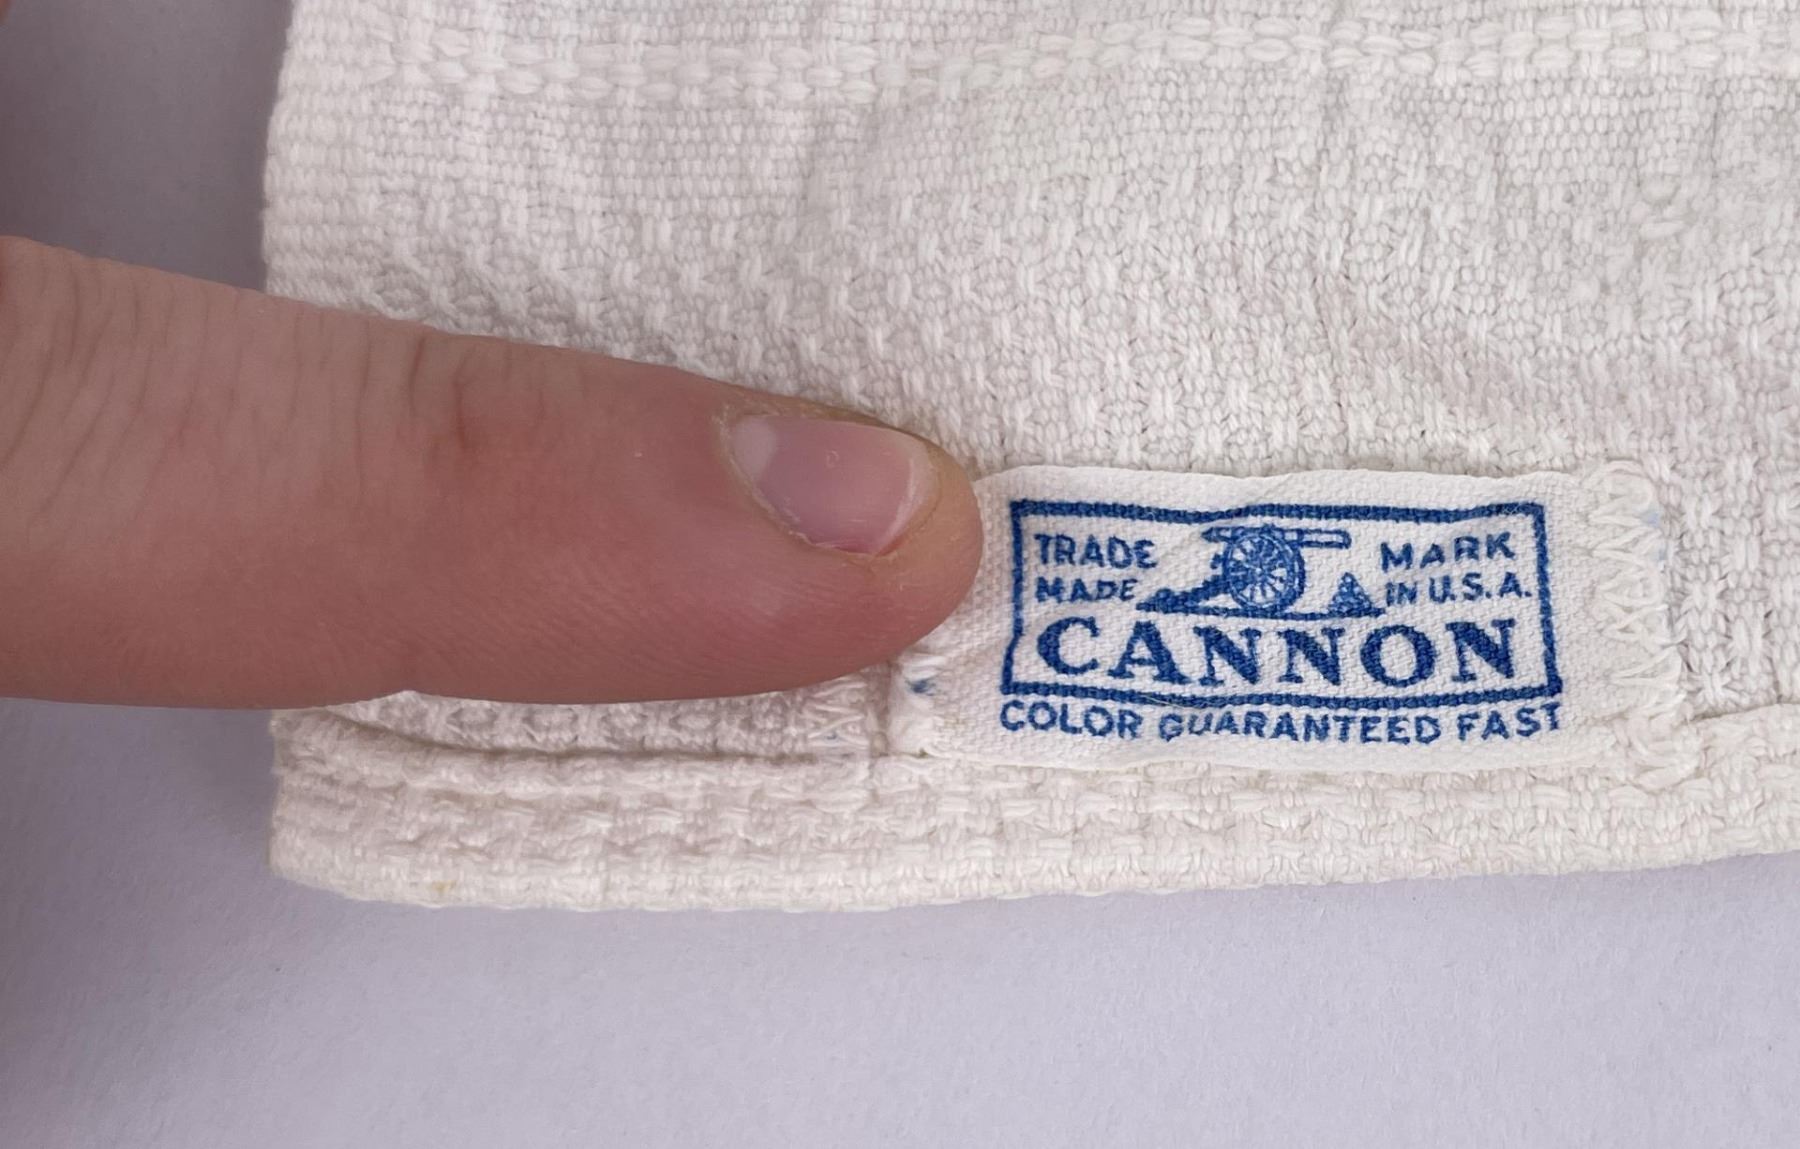 TRADE MARK
MADE IN U.S.A.
CANNON
COLOR GUARANTEED FAST